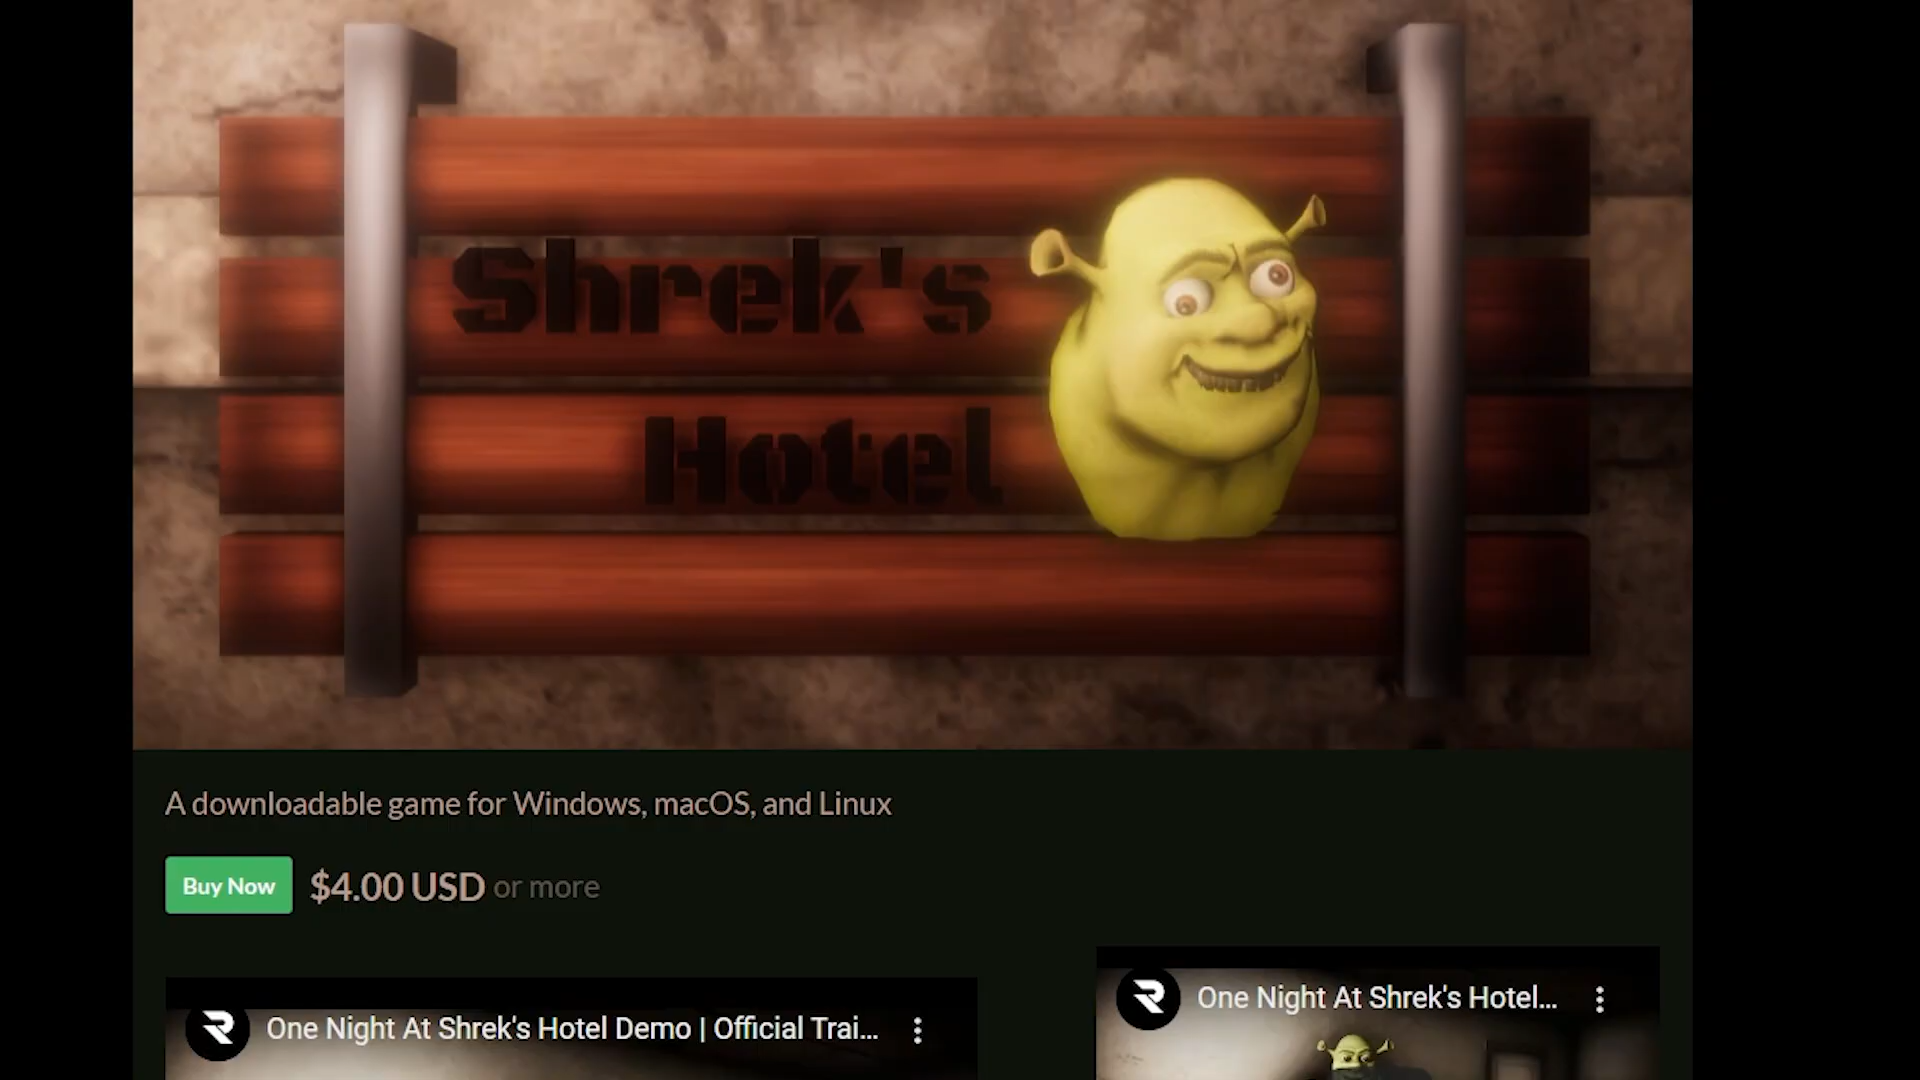 Shrek's
Hotel
A downloadable game for Windows, macOS, and Linux
Buy Now $4.00 USD or more
One Night At Shrek's Hotel Demo | Official Trai...
One Night At Shrek's Hotel...